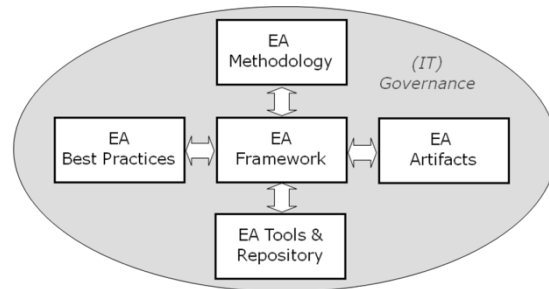 EA
Methodology
(IT)
Governance
EA
Best Practices
EA
Framework
EA
Artifacts
EA Tools &
Repository